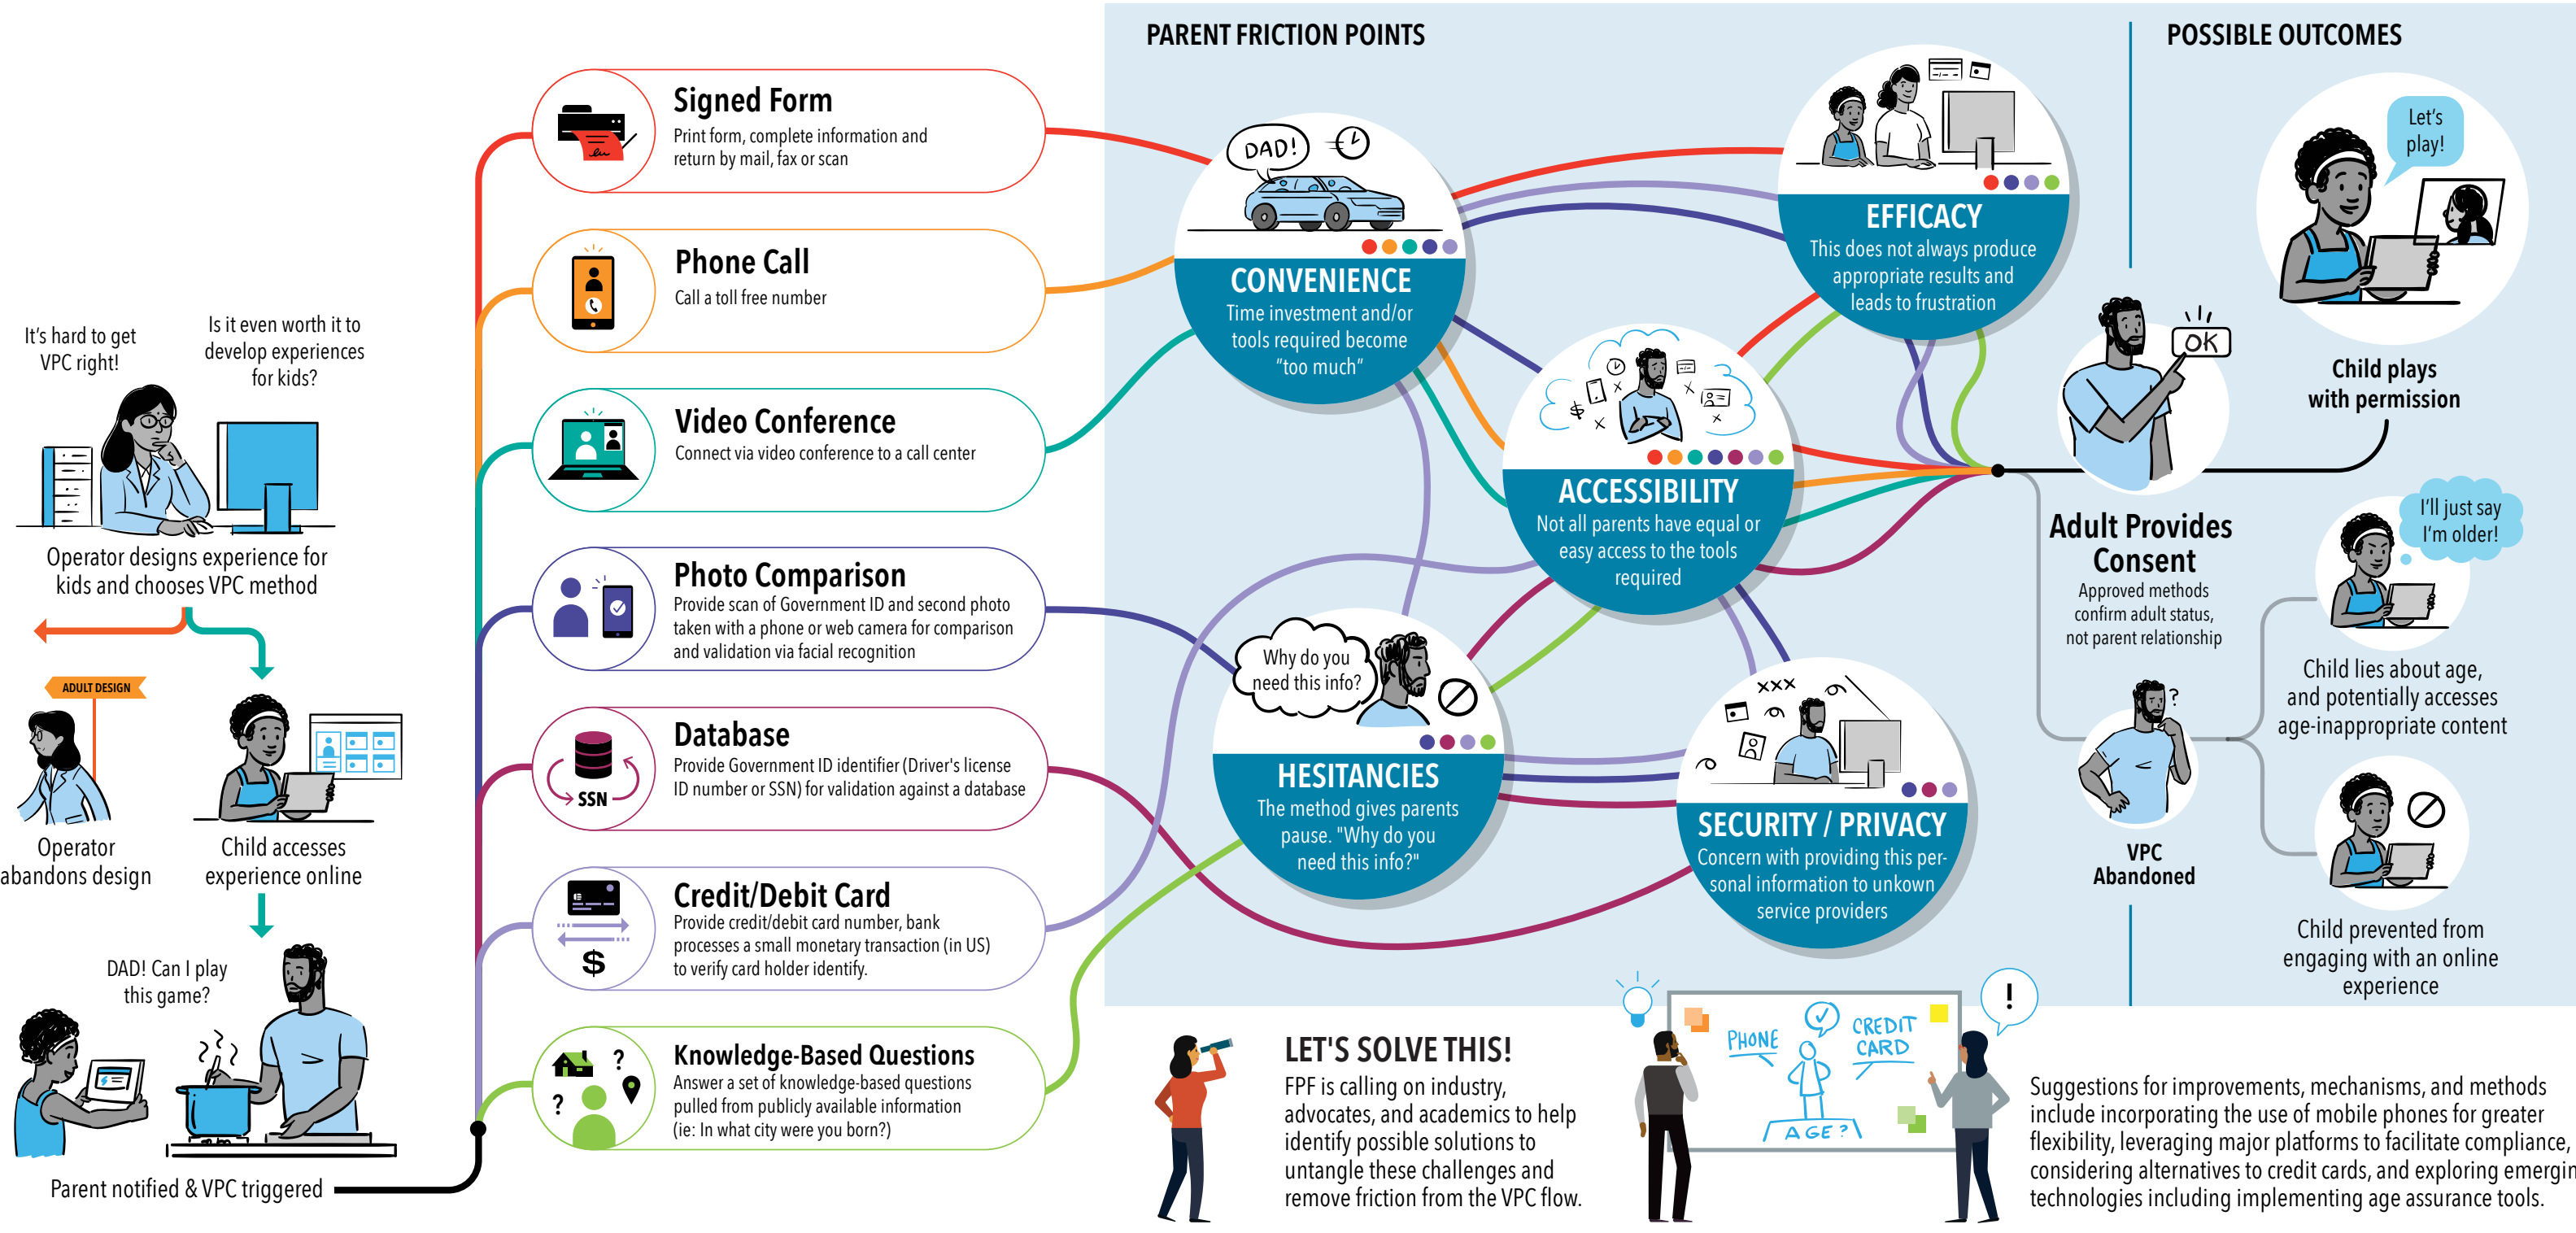 It's hard to get
VPC right!
Is it even worth it to
develop experiences
for kids?
Operator designs experience for
kids and chooses VPC method
ADULT DESIGN
Operator
abandons design
Child accesses
experience online
DAD! Can I play
this game?
Parent notified & VPC triggered
Signed Form
Print form, complete information and
return by mail, fax or scan
Phone Call
Call a toll free number
Video Conference
Connect via video conference to a call center
Photo Comparison
Provide scan of Government ID and second photo
taken with a phone or web camera for comparison
and validation via facial recognition
SSN
Database
Provide Government ID identifier (Driver's license
ID number or SSN) for validation against a database
$
Credit/Debit Card
Provide credit/debit card number, bank
processes a small monetary transaction (in US)
to verify card holder identify.
?
?
Knowledge-Based Questions
Answer a set of knowledge-based questions
pulled from publicly available information
(ie: In what city were you born?)
PARENT FRICTION POINTS
DAD!
CONVENIENCE
Time investment and/or
tools required become
"too much"
EFFICACY
This does not always produce
appropriate results and
leads to frustration
$
x
x
x
x
ACCESSIBILITY
Not all parents have equal or
easy access to the tools
required
Why do you
need this info?
HESITANCIES
The method gives parents
pause. "Why do you
need this info?"
XXX
SECURITY / PRIVACY
Concern with providing this per-
sonal information to unkown
service providers
POSSIBLE OUTCOMES
Let's
play!
Child plays
with permission
OK
Adult Provides
Consent
Approved methods
confirm adult status,
not parent relationship
I'll just say
I'm older!
Child lies about age,
and potentially accesses
age-inappropriate content
?
VPC
Abandoned
Child prevented from
engaging with an online
experience
LET'S SOLVE THIS!
FPF is calling on industry,
advocates, and academics to help
identify possible solutions to
untangle these challenges and
remove friction from the VPC flow.
PHONE
CREDIT
CARD
AGE?
!
Suggestions for improvements, mechanisms, and methods
include incorporating the use of mobile phones for greater
flexibility, leveraging major platforms to facilitate compliance,
considering alternatives to credit cards, and exploring emergin
technologies including implementing age assurance tools.